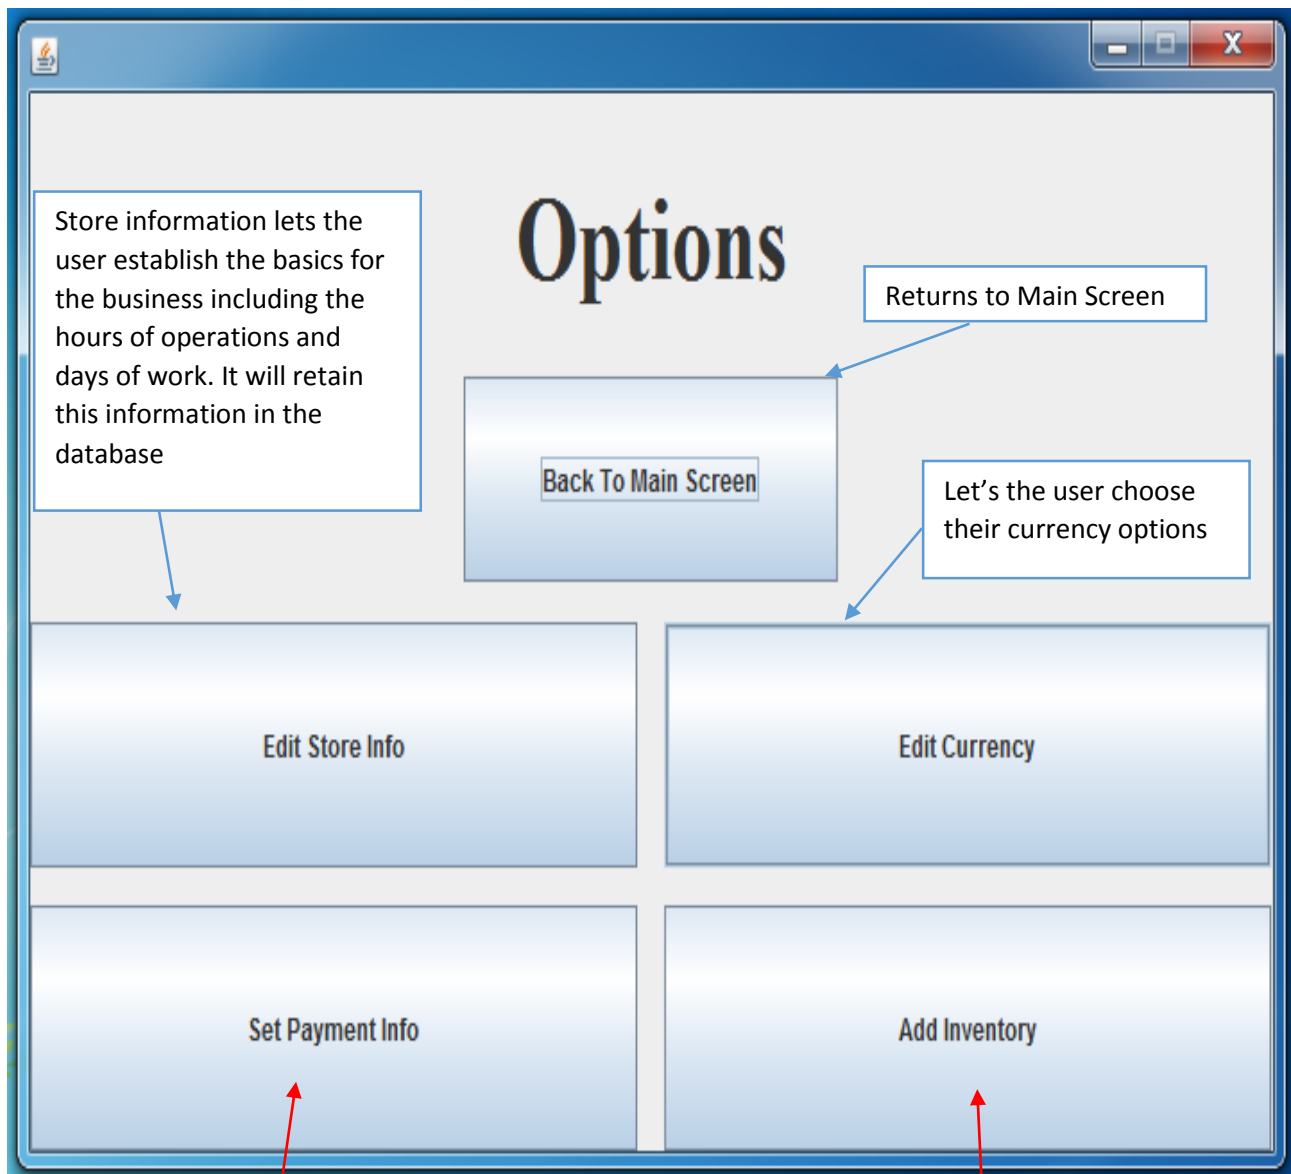 Options
Store information lets the
user establish the basics for
the business including the
hours of operations and
days of work. It will retain
this information in the
database
Returns to Main Screen
Back To Main Screen
Let’s the user choose
their currency options
Edit Store Info
Edit Currency
Set Payment Info
Add Inventory